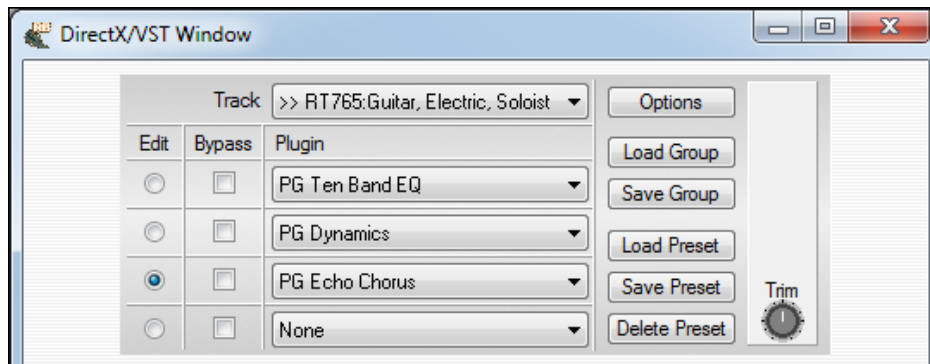 DirectX/VST Window
Track >> RT765:Guitar, Electric, Soloist Options
Edit Bypass Plugin Load Group
PG Ten Band EQ Save Group
PG Dynamics Load Preset
PG Echo Chorus Save Preset Trim
None Delete Preset